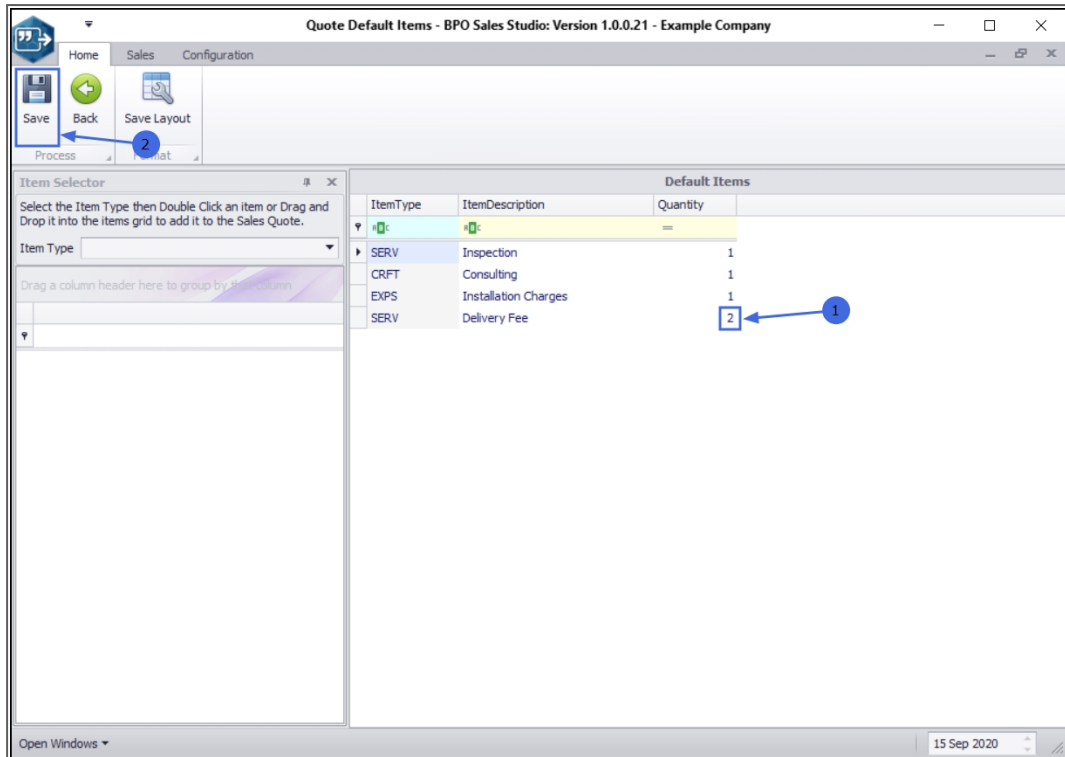 Quote Default Items - BPO Sales Studio: Version 1.0.0.21 - Example Company
Home Sales Configuration
Save Back Save Layout
2
Process
Item Selector
Select the Item Type then Double Click an item or Drag and
Drop it into the items grid to add it to the Sales Quote.
Item Type
Drag a column header here to group by that column
Default Items
ItemType ItemDescription Quantity
=
SERV Inspection 1
CRFT Consulting 1
EXPS Installation Charges 1
SERV Delivery Fee 2
1
Open Windows
15 Sep 2020